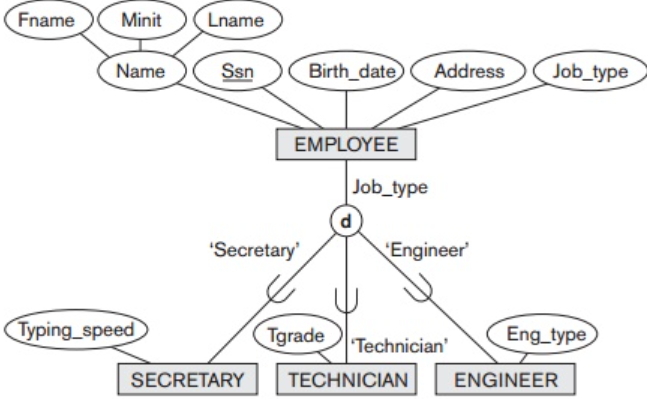 Fname Minit Lname
Name Ssn Birth_date Address Job_type
EMPLOYEE
Job_type
d
'Secretary' 'Engineer'
Typing_speed Tgrade 'Technician' Eng_type
SECRETARY TECHNICIAN ENGINEER